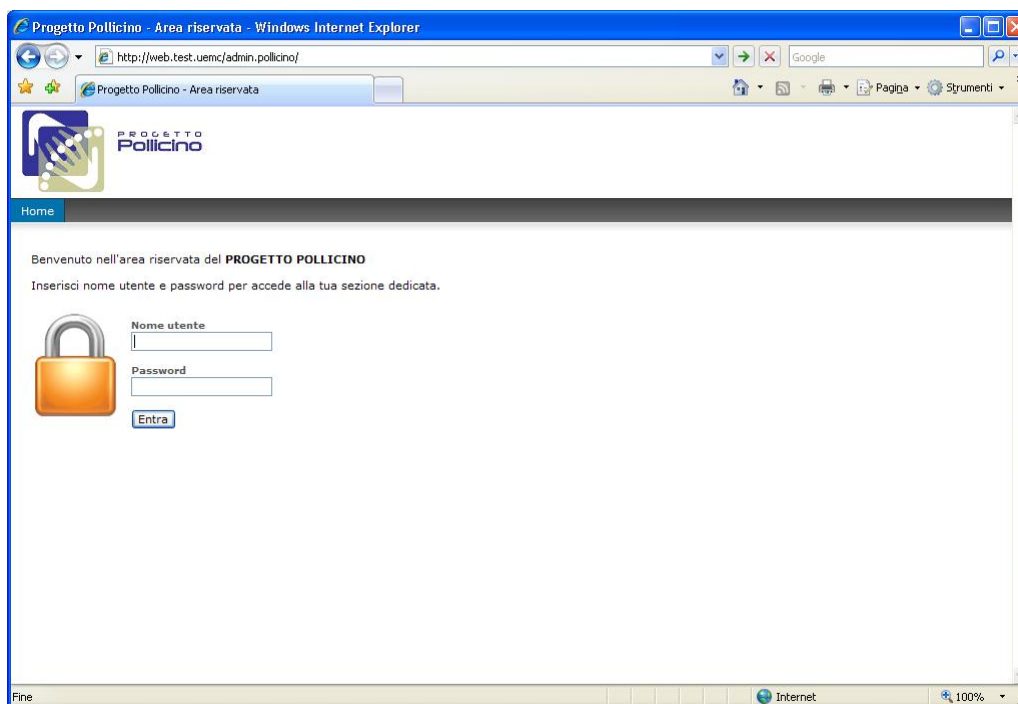 Progetto Pollicino - Area riservata - Windows Internet Explorer
http://web.test.uemc/admin.pollicino/
Google
Progetto Pollicino - Area riservata
Pagina
Strumenti
PROGETTO
Pollicino
Home
Benvenuto nell'area riservata del PROGETTO POLLICINO
Inserisci nome utente e password per accede alla tua sezione dedicata.
Nome utente
Password
Entra
Fine
Internet
100%